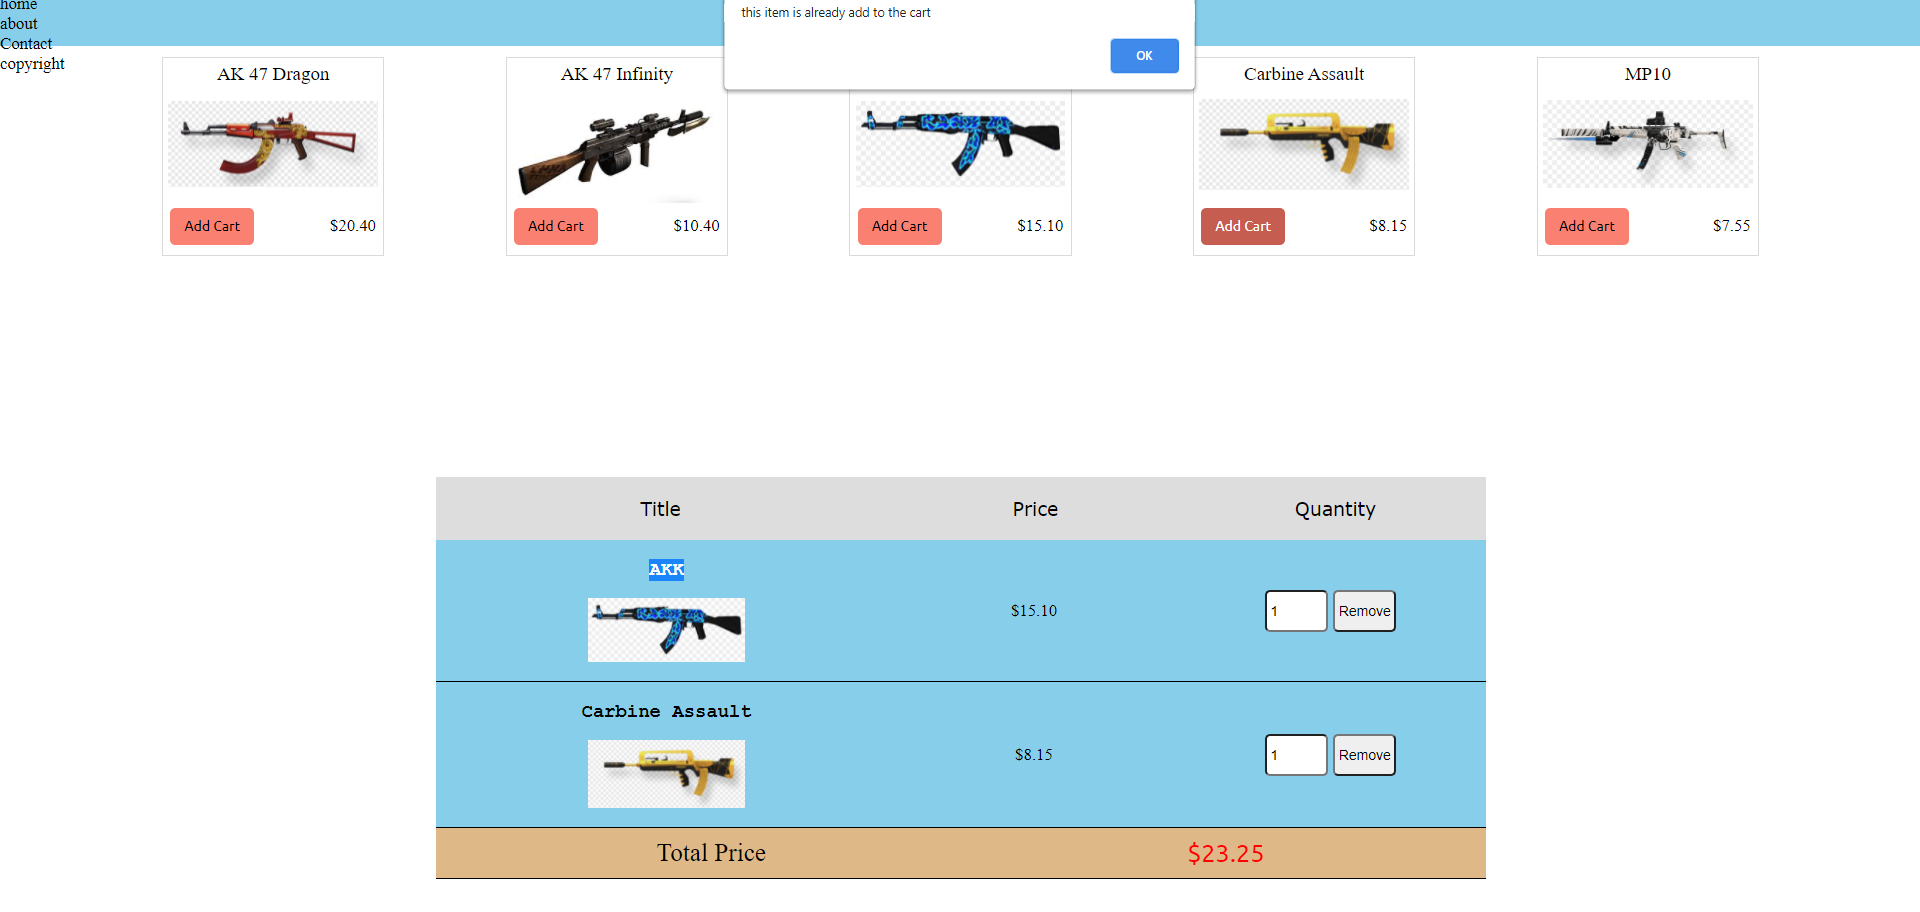 home
about
Contact
copyright
this item is already add to the cart
OK
AK 47 Dragon
AK 47 Infinity
Carbine Assault
MP10
Add Cart $20.40
Add Cart $10.40
Add Cart $15.10
Add Cart $8.15
Add Cart $7.55
Title Price Quantity
AKK
$15.10 1 Remove
Carbine Assault
$8.15 1 Remove
Total Price $23.25